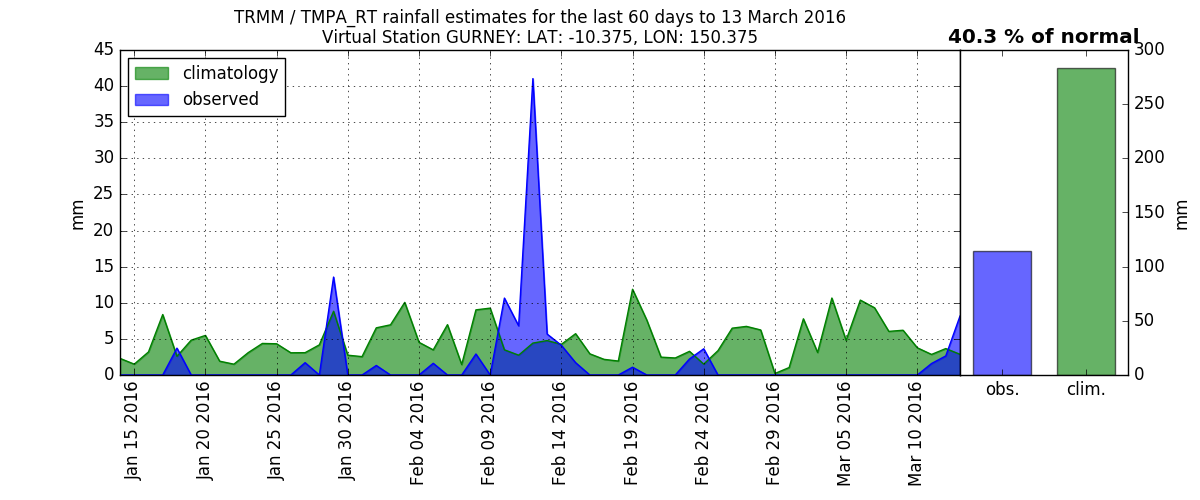 TRMM / TMPA_RT rainfall estimates for the last 60 days to 13 March 2016
Virtual Station GURNEY: LAT: -10.375, LON: 150.375
40.3 % of normal
climatology
observed
mm
45
40
35
30
25
20
15
10
5
0
Jan 15 2016
Jan 20 2016
Jan 25 2016
Jan 30 2016
Feb 04 2016
Feb 09 2016
Feb 14 2016
Feb 19 2016
Feb 24 2016
Feb 29 2016
Mar 05 2016
Mar 10 2016
obs.
clim.
300
250
200
150
100
50
0
mm